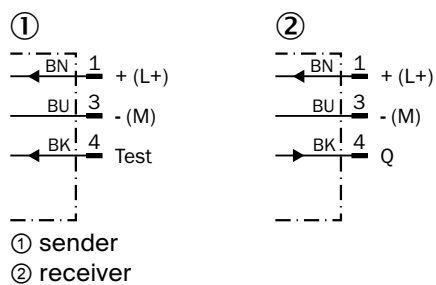 ① ②
BN 1 + (L+) BN 1 + (L+)
BU 3 - (M) BU 3 - (M)
BK 4 Test BK 4 Q
① sender
② receiver